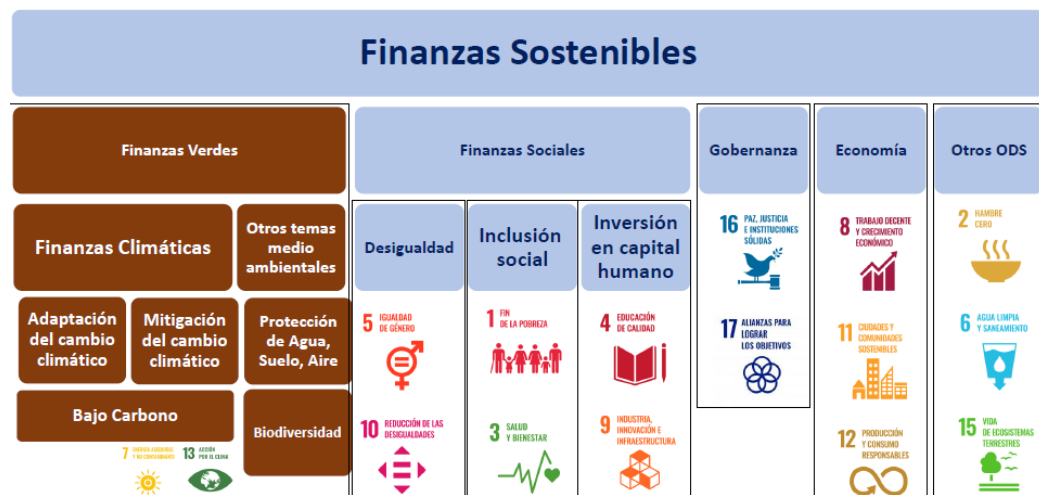 Finanzas Sostenibles
Finanzas Verdes
Finanzas Sociales
Gobernanza
Economía
Otros ODS
Finanzas Climáticas
Otros temas
medio
ambientales
Desigualdad
Inclusión
social
Inversión
en capital
humano
16 PAZ, JUSTICIA
E INSTITUCIONES
SÓLIDAS
8 TRABAJO DECENTE
Y CRECIMIENTO
ECONÓMICO
2 HAMBRE
CERO
Adaptación
del cambio
climático
Mitigación
del cambio
climático
Protección
de Agua,
Suelo, Aire
5 IGUALDAD
DE GÉNERO
1 FIN
DE LA POBREZA
4 EDUCACIÓN
DE CALIDAD
17 ALIANZAS PARA
LOGRAR
LOS OBJETIVOS
11 CIUDADES Y
COMUNIDADES
SOSTENIBLES
6 AGUA LIMPIA
Y SANEAMIENTO
Bajo Carbono
7 ENERGÍA ASEQUIBLE
Y NO CONTAMINANTE
13 ACCIÓN
POR EL CLIMA
Biodiversidad
10 REDUCCIÓN DE LAS
DESIGUALDADES
3 SALUD
Y BIENESTAR
9 INDUSTRIA,
INNOVACIÓN E
INFRAESTRUCTURA
12 PRODUCCIÓN
Y CONSUMO
RESPONSABLES
15 VIDA
DE ECOSISTEMAS
TERRESTRES